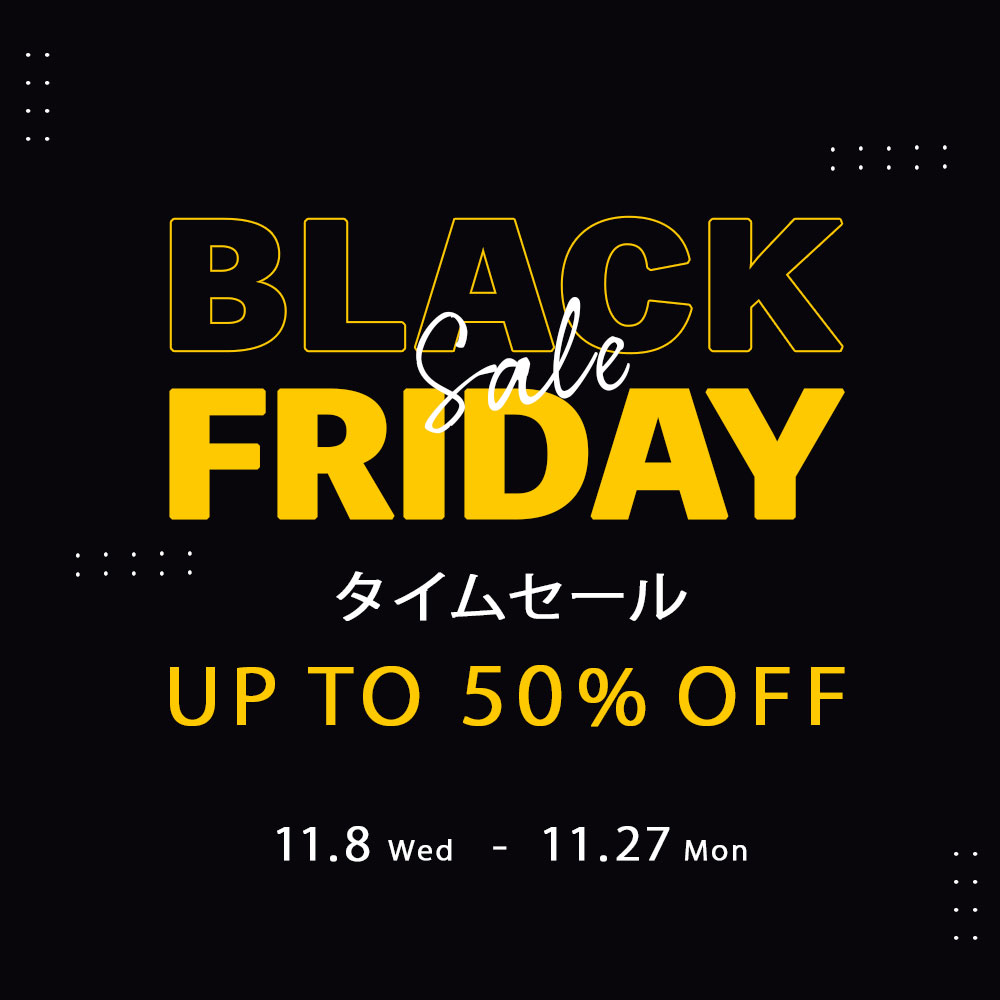 BLACK
Sale
FRIDAY
タイムセール
UP TO 50% OFF
11.8 Wed - 11.27 Mon